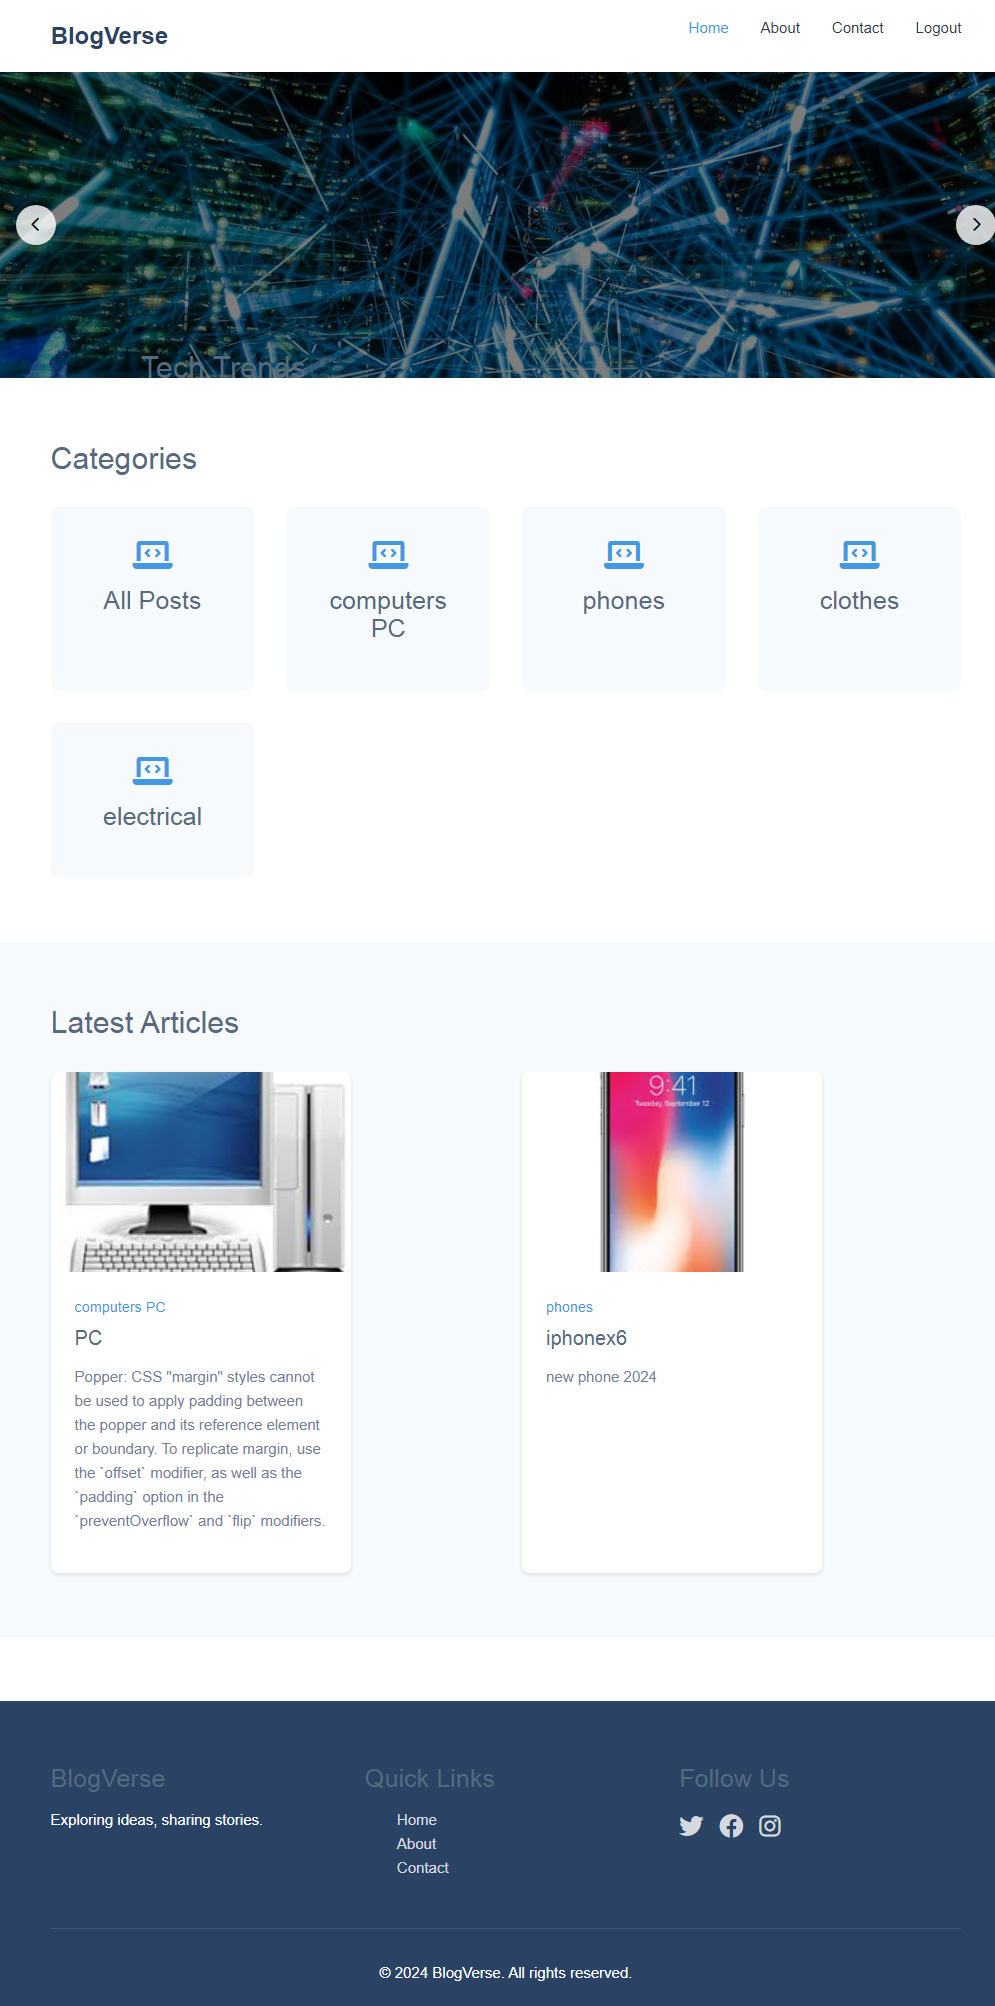 BlogVerse
Home About Contact Logout
Tech Trends
Categories
All Posts
computers
PC
phones
clothes
electrical
Latest Articles
computers PC
PC
Popper: CSS "margin" styles cannot
be used to apply padding between
the popper and its reference element
or boundary. To replicate margin, use
the `offset` modifier, as well as the
`padding` option in the
`preventOverflow` and `flip` modifiers.
9:41
Tuesday, September 12
phones
iphonex6
new phone 2024
BlogVerse
Exploring ideas, sharing stories.
Quick Links
Home
About
Contact
Follow Us
© 2024 BlogVerse. All rights reserved.